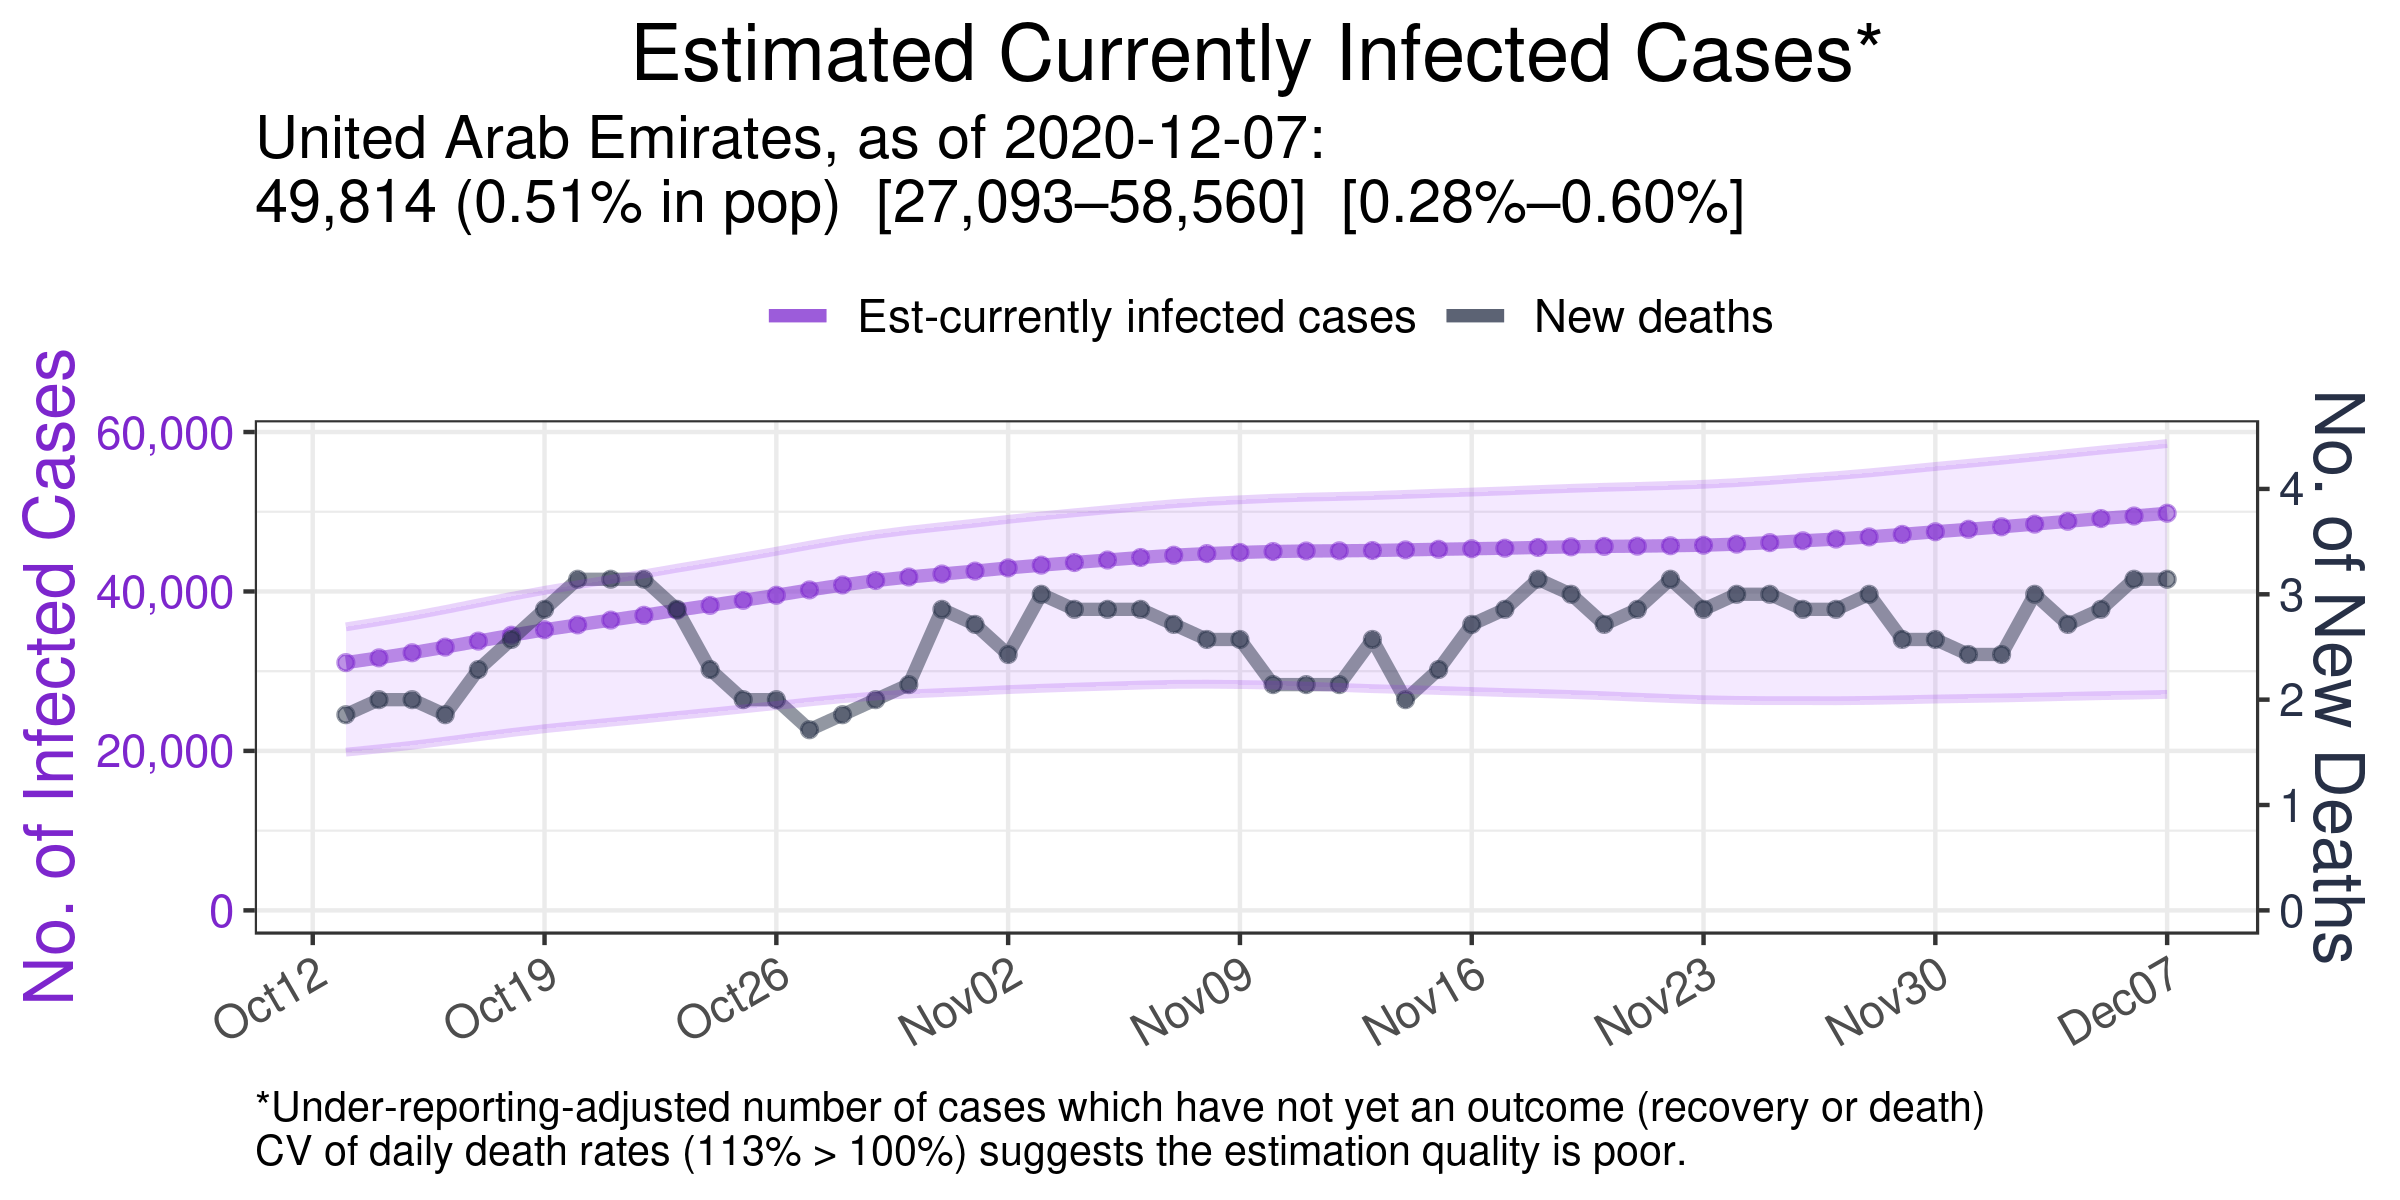 Estimated Currently Infected Cases*
United Arab Emirates, as of 2020-12-07:
49,814 (0.51% in pop) [27,093–58,560] [0.28%–0.60%]
Est-currently infected cases
New deaths
No. of Infected Cases
60,000
40,000
20,000
0
No. of New Deaths
4
3
2
1
0
Oct12
Oct19
Oct26
Nov02
Nov09
Nov16
Nov23
Nov30
Dec07
*Under-reporting-adjusted number of cases which have not yet an outcome (recovery or death)
CV of daily death rates (113% > 100%) suggests the estimation quality is poor.